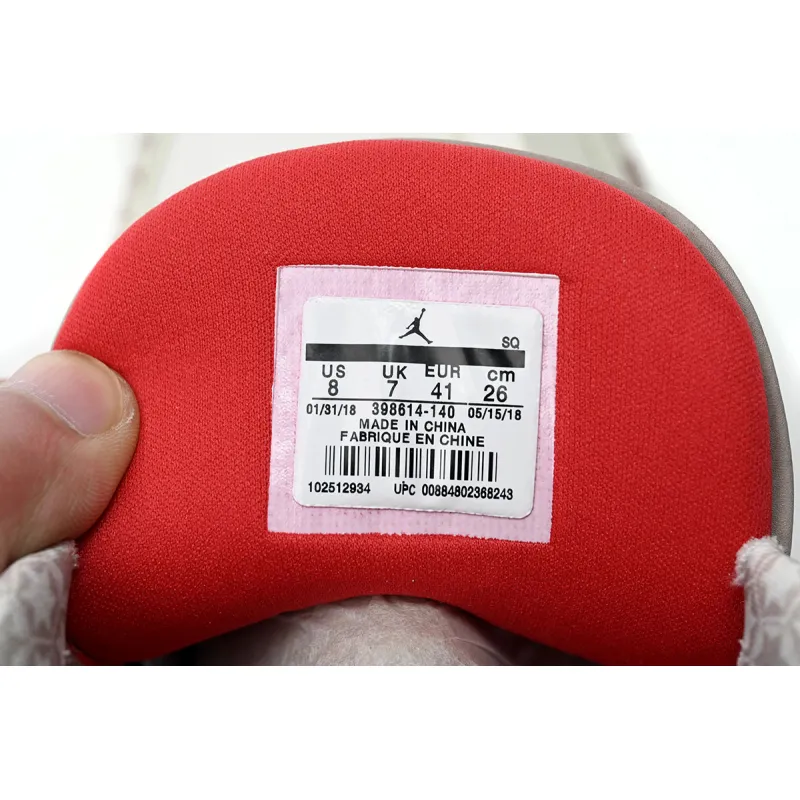 SQ
US UK EUR cm
8 7 41 26
01/31/18 398614-140 05/15/18
MADE IN CHINA
FABRIQUE EN CHINE
102512934 UPC 00884802368243